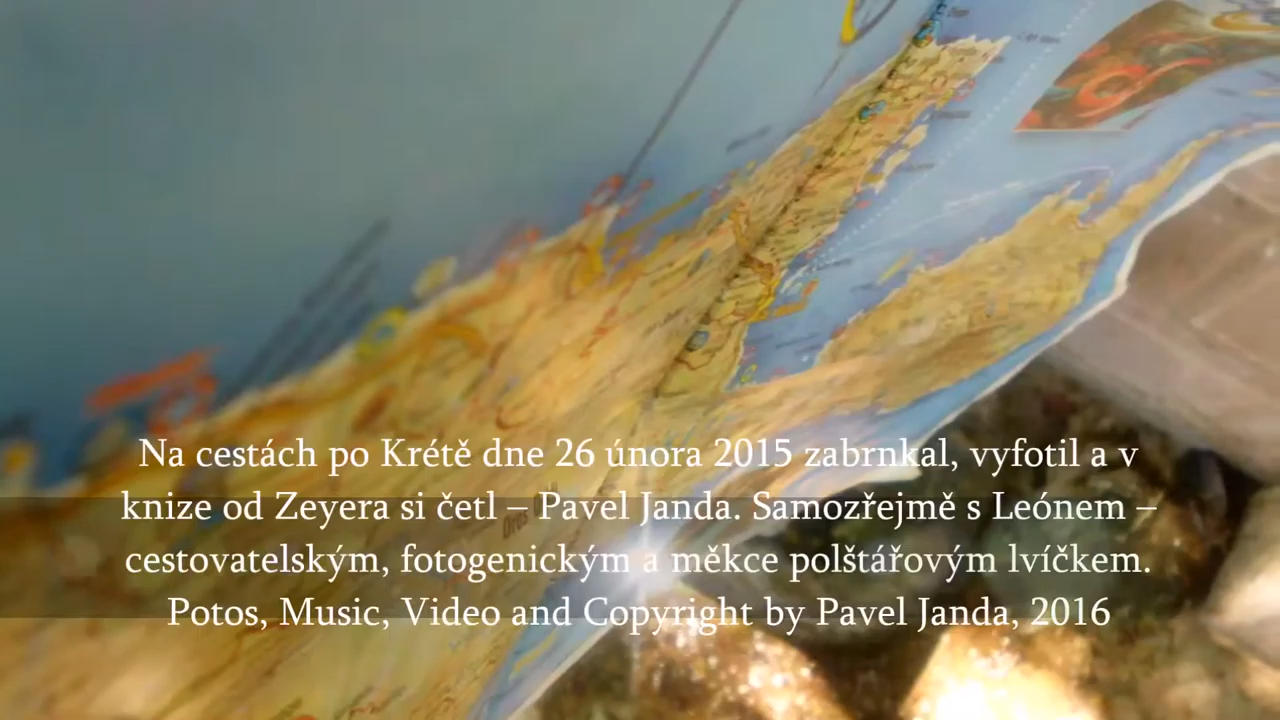 Na cestách po Krétě dne 26 února 2015 zabrnkal, vyfotil a v
knize od Zeyera si četl – Pavel Janda. Samozřejmě s Leónem –
cestovatelským, fotogenickým a měkce polštářovým lvíčkem.
Potos, Music, Video and Copyright by Pavel Janda, 2016